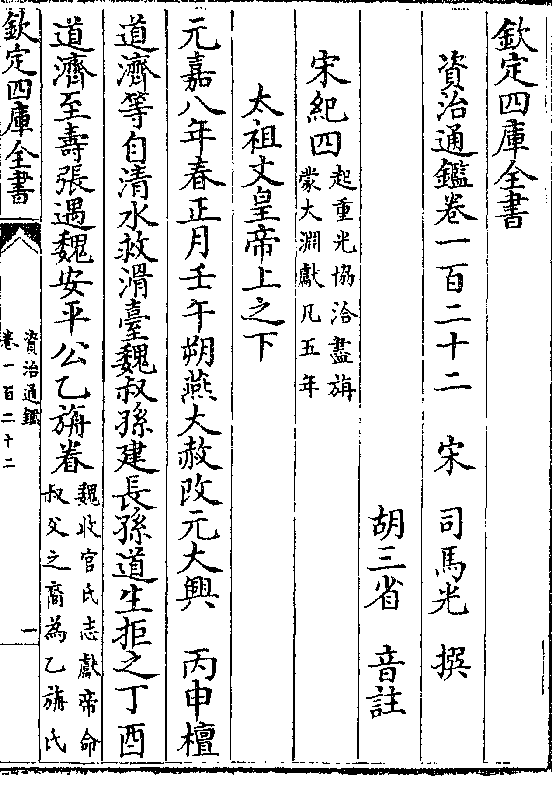 欽定四庫全書
資治通鑑卷一百二十二　宋　司馬光　撰
胡三省　音註
宋紀四起重光協洽盡旃
蒙大淵獻凡五年
太祖文皇帝上之下
元嘉八年春正月壬午朔燕大赦改元大興　丙申檀
道濟等自清水救滑臺魏叔孫建長孫道生拒之丁酉
道濟至壽張遇魏安平公乙旃眷魏收官氏志獻帝命
叔父之裔為乙旃氏
欽定四庫全書
資治通鑑
卷一百二十二
一